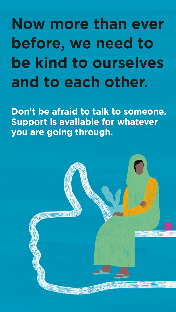 Now more than ever
before, we need to
be kind to ourselves
and to each other.
Don't be afraid to talk to someone.
Support is available for whatever
you are going through.